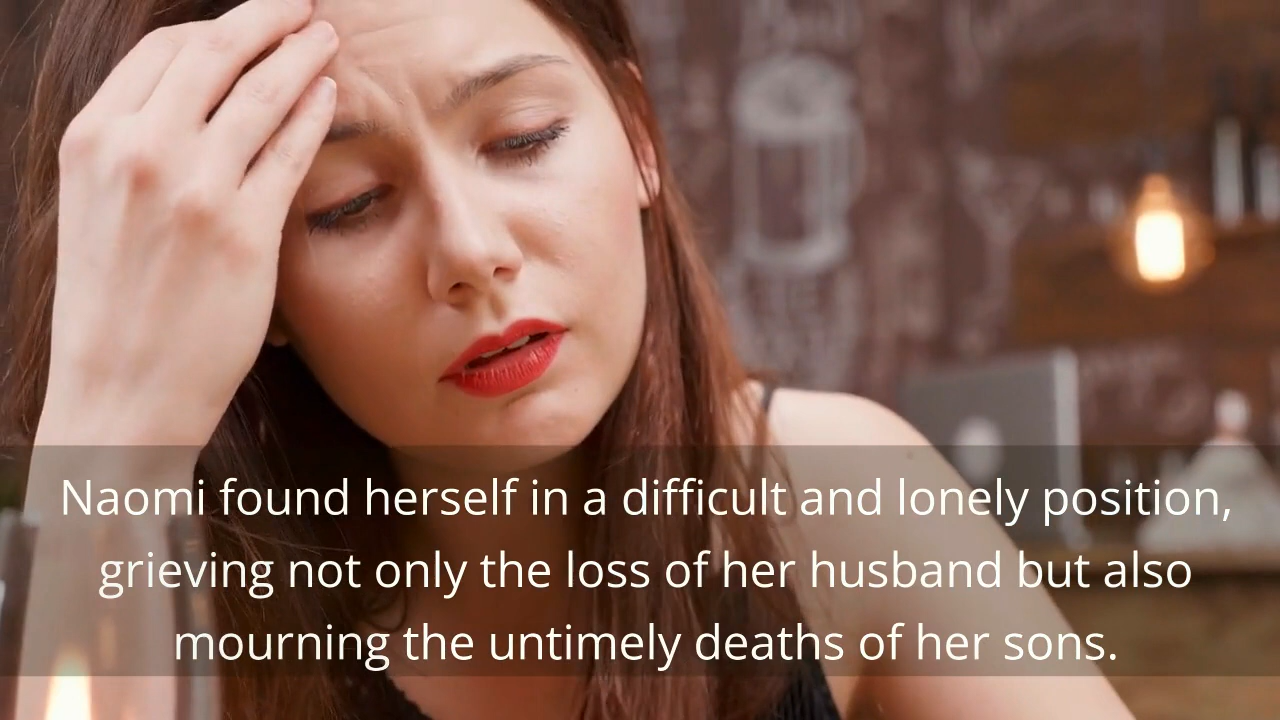 Naomi found herself in a difficult and lonely position,
grieving not only the loss of her husband but also
mourning the untimely deaths of her sons.